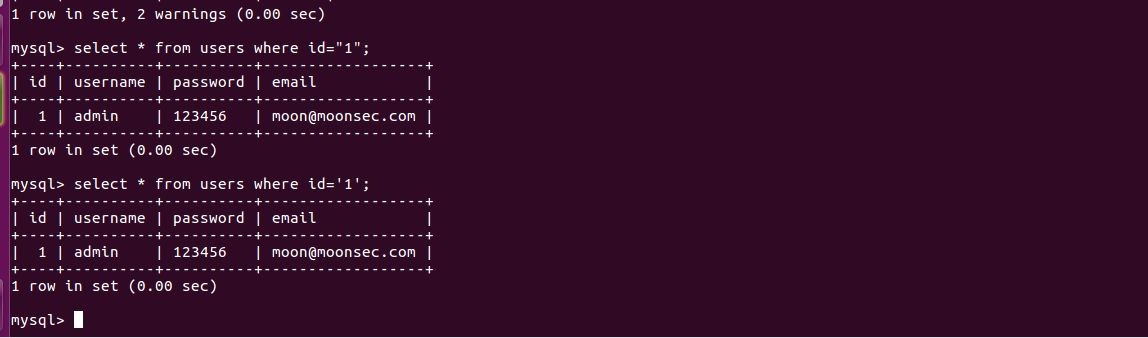 1 row in set, 2 warnings (0.00 sec)
mysql> select * from users where id="1";
+----+----------+----------+------------------+
| id | username | password | email            |
+----+----------+----------+------------------+
|  1 | admin    | 123456   | moon@moonsec.com |
+----+----------+----------+------------------+
1 row in set (0.00 sec)
mysql> select * from users where id='1';
+----+----------+----------+------------------+
| id | username | password | email            |
+----+----------+----------+------------------+
|  1 | admin    | 123456   | moon@moonsec.com |
+----+----------+----------+------------------+
1 row in set (0.00 sec)
mysql>